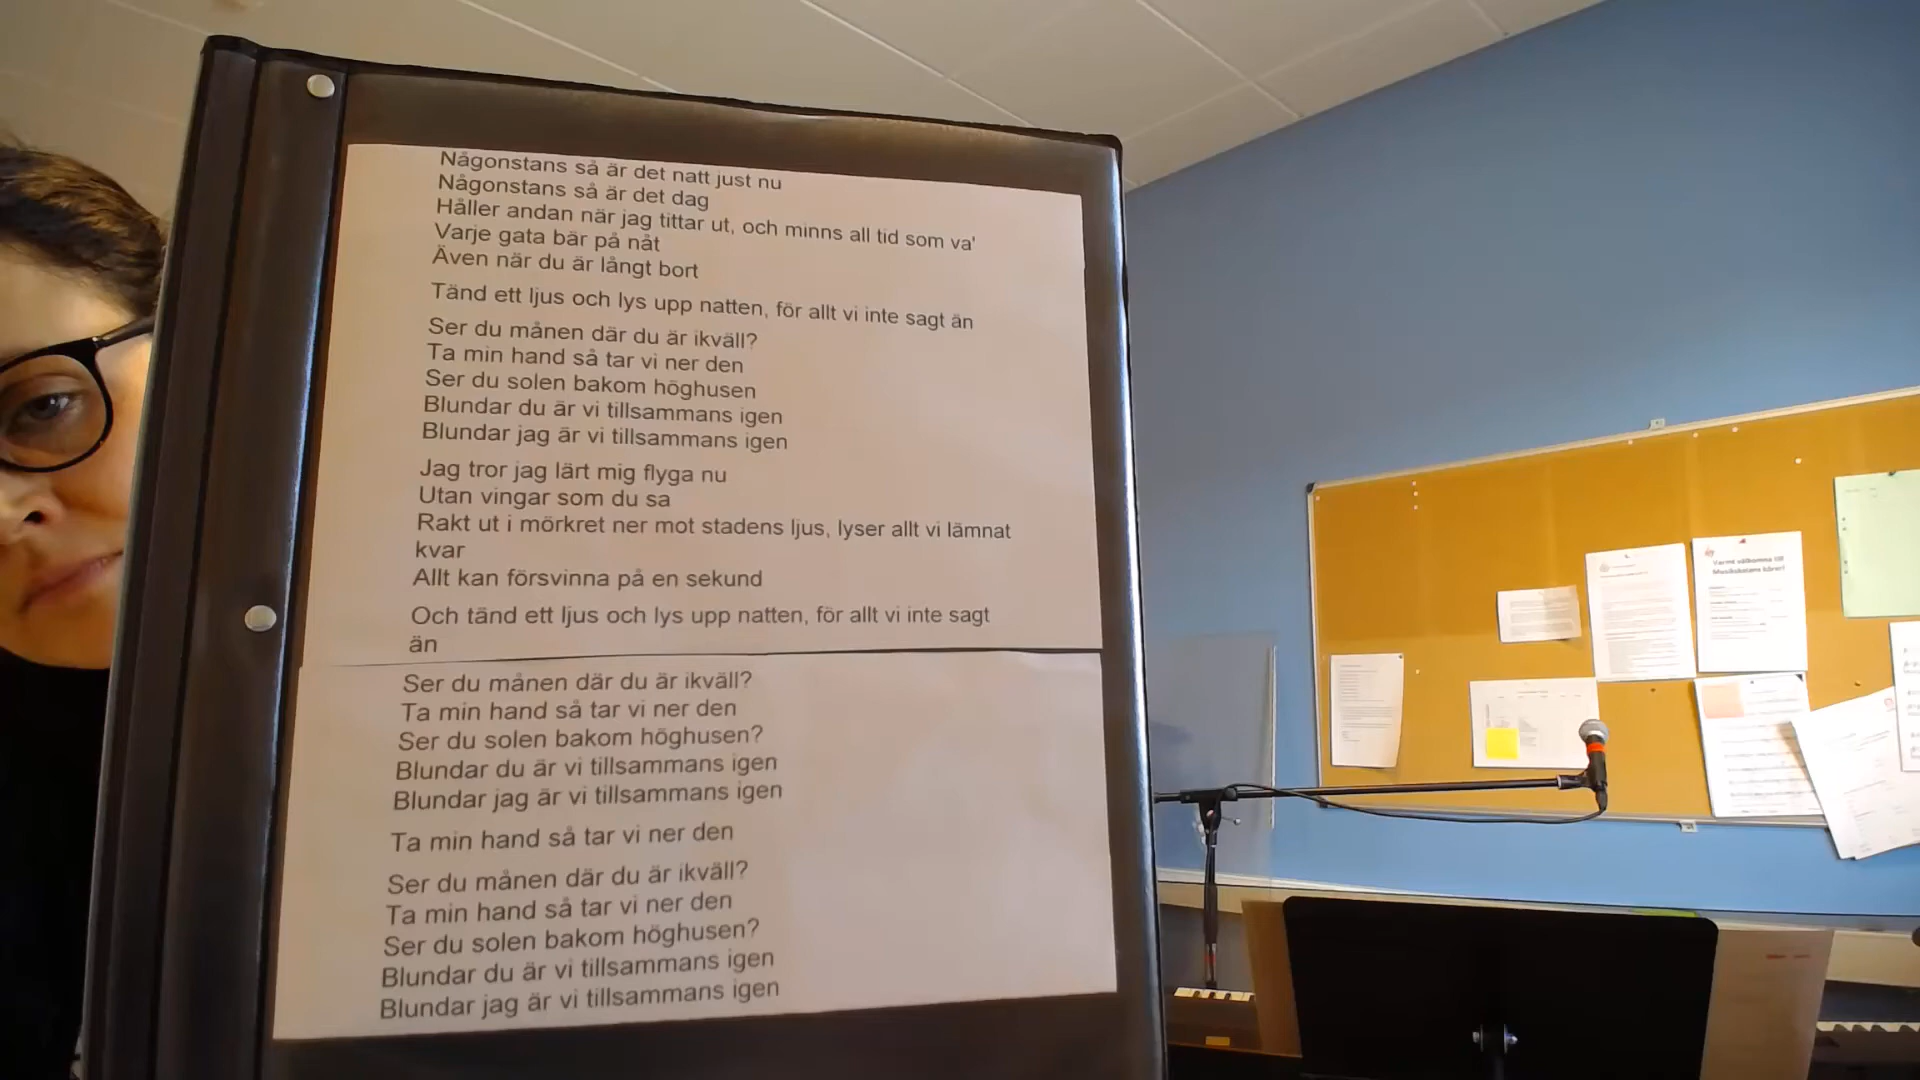 Någonstans så är det natt just nu
Någonstans så är det dag
Håller andan när jag tittar ut, och minns all tid som va'
Varje gata bär på nåt
Även när du är långt bort
Tänd ett ljus och lys upp natten, för allt vi inte sagt än
Ser du månen där du är ikväll?
Ta min hand så tar vi ner den
Ser du solen bakom höghusen
Blundar du är vi tillsammans igen
Blundar jag är vi tillsammans igen
Jag tror jag lärt mig flyga nu
Utan vingar som du sa
Rakt ut i mörkret ner mot stadens ljus, lyser allt vi lämnat
kvar
Allt kan försvinna på en sekund
Och tänd ett ljus och lys upp natten, för allt vi inte sagt
än
Ser du månen där du är ikväll?
Ta min hand så tar vi ner den
Ser du solen bakom höghusen?
Blundar du är vi tillsammans igen
Blundar jag är vi tillsammans igen
Ta min hand så tar vi ner den
Ser du månen där du är ikväll?
Ta min hand så tar vi ner den
Ser du solen bakom höghusen?
Blundar du är vi tillsammans igen
Blundar jag är vi tillsammans igen
Varmt välkomna till
Musikskolans körer!